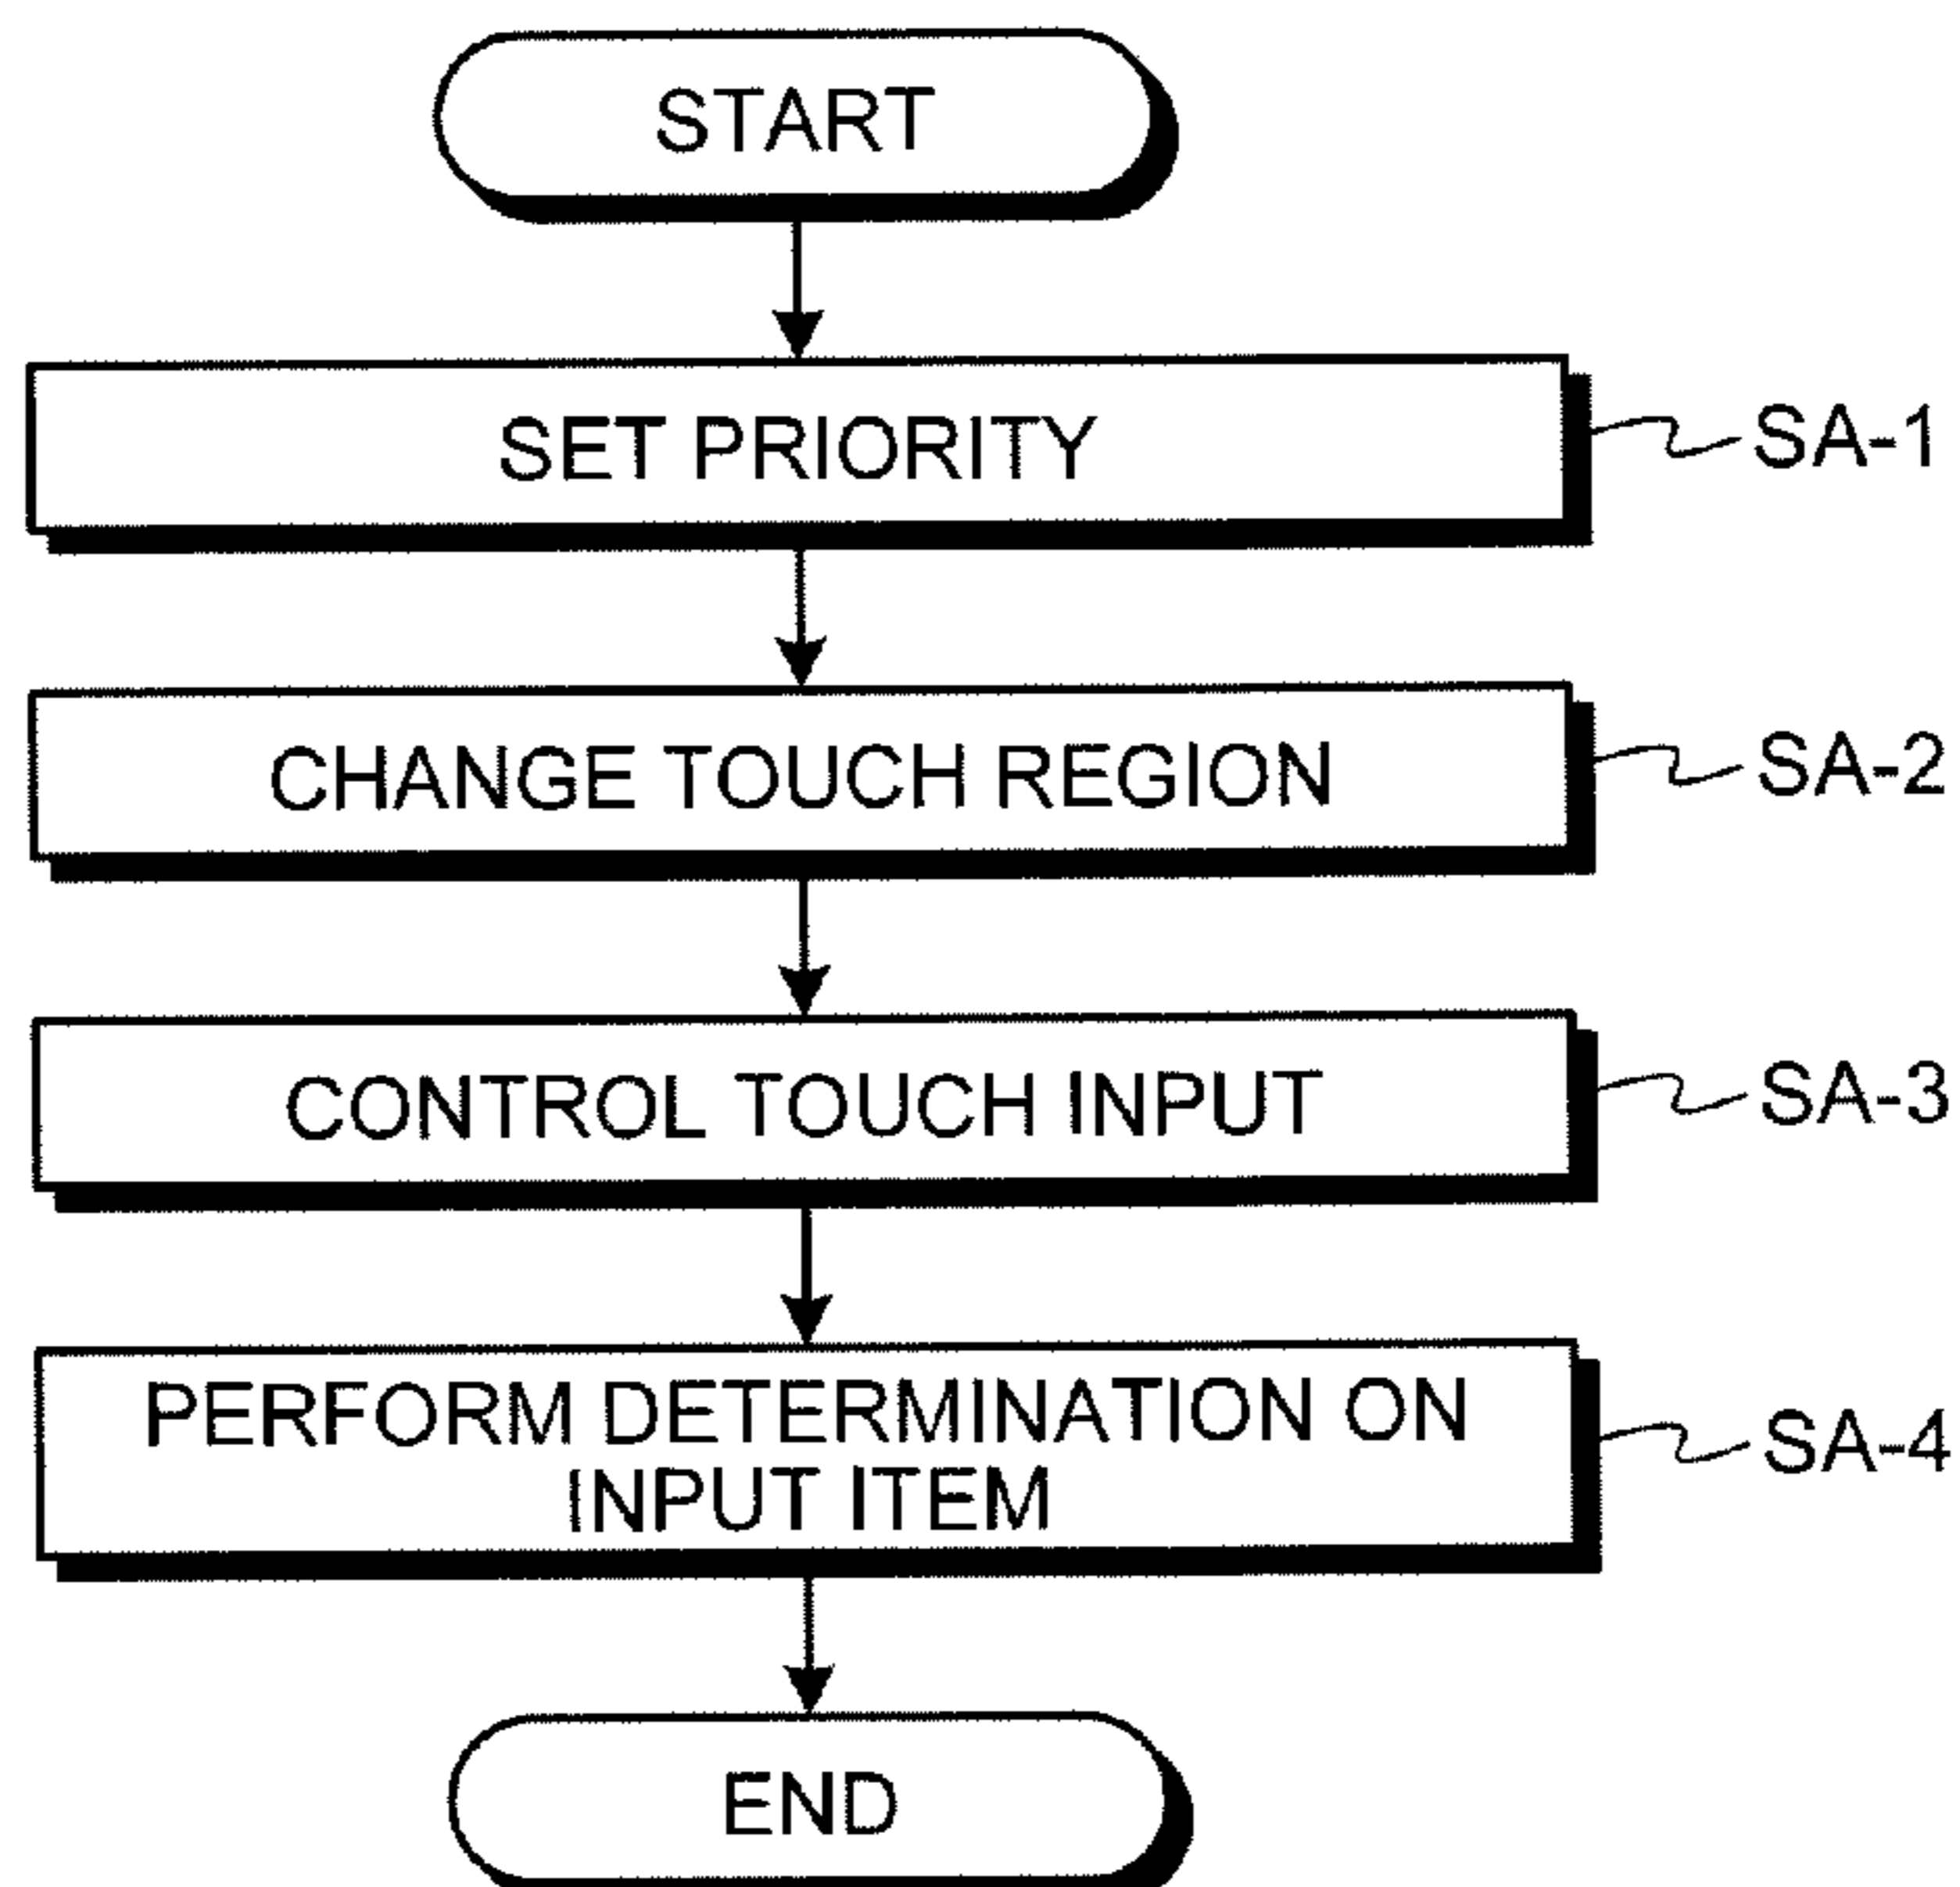 START
SET PRIORITY
SA-1
CHANGE TOUCH REGION
SA-2
CONTROL TOUCH INPUT
SA-3
PERFORM DETERMINATION ON
INPUT ITEM
SA-4
END